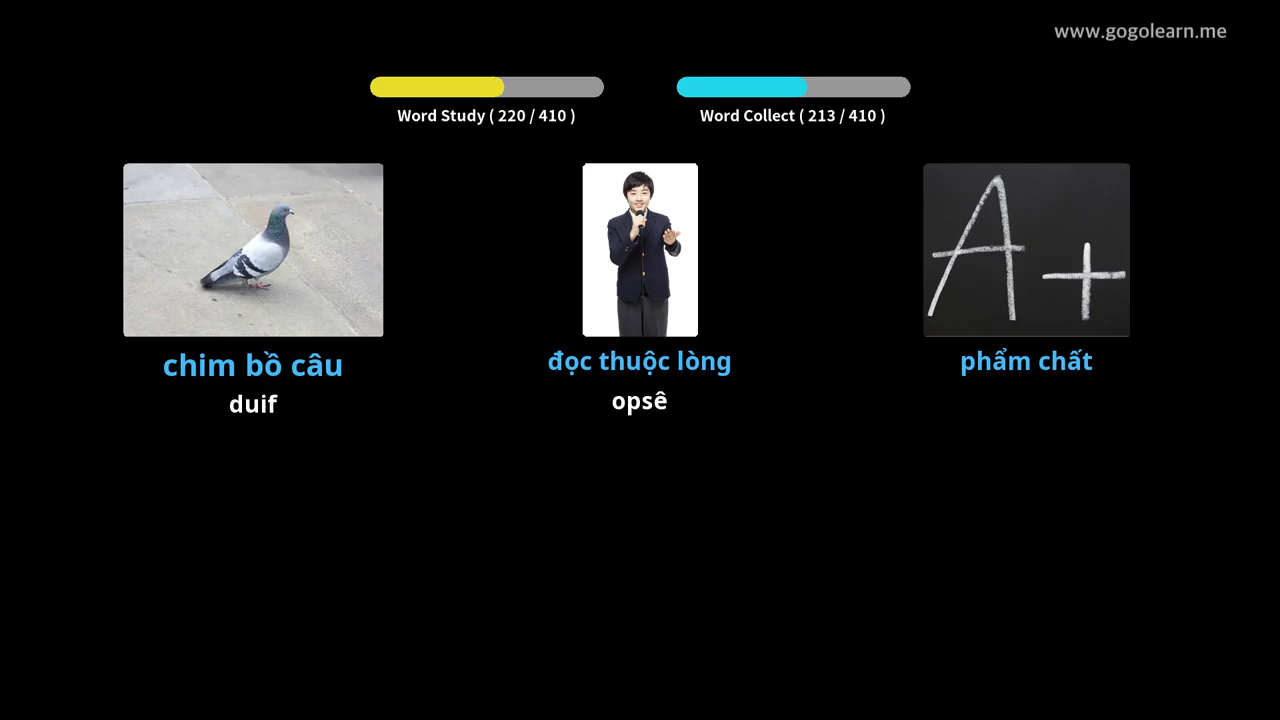 www.gogolearn.me
Word Study ( 220 / 410 )
Word Collect ( 213 / 410 )
A+
chim bồ câu
đọc thuộc lòng
phẩm chất
duif
opsê